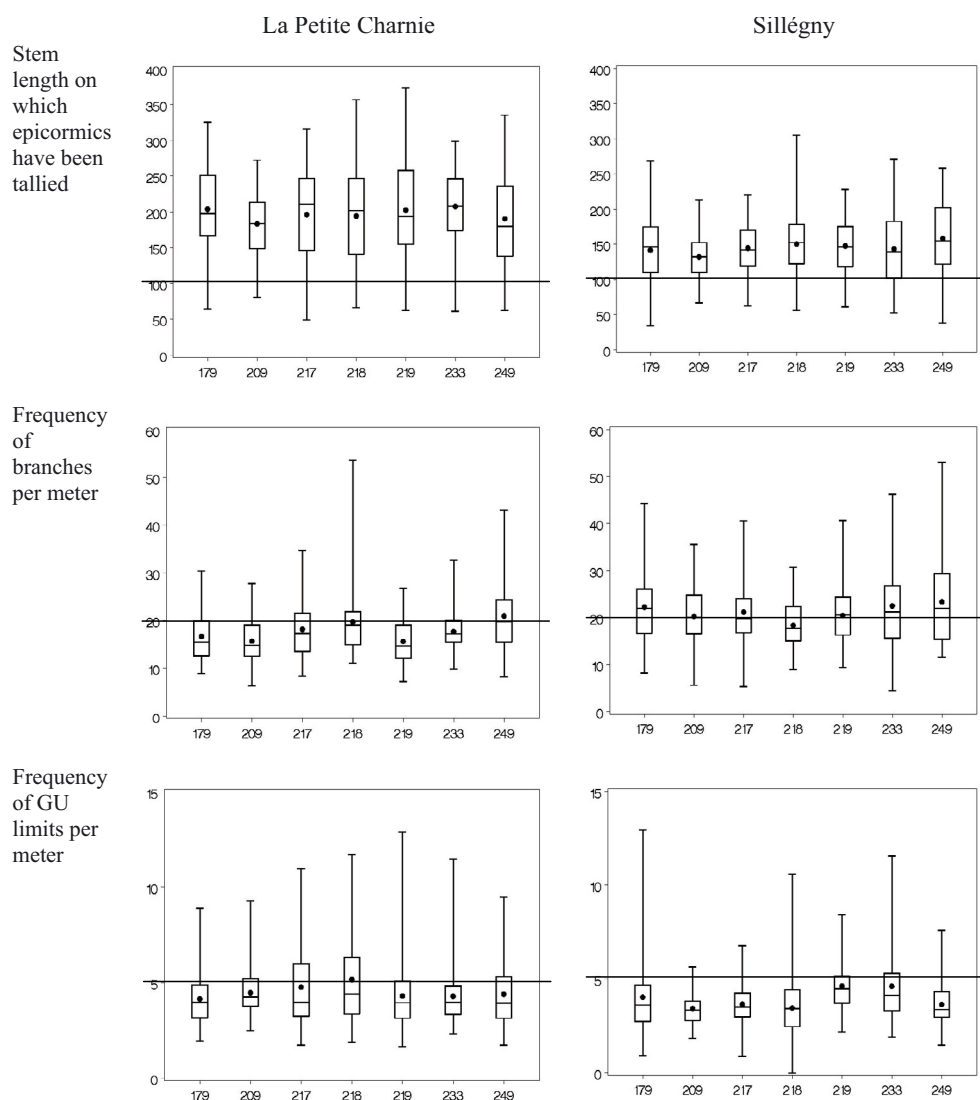 La Petite Charnie
Sillégny
Stem
length on
which
epicormics
have been
tallied
400
350
300
250
200
150
100
50
0
179 209 217 218 219 233 249
400
350
300
250
200
150
100
50
0
179 209 217 218 219 233 249
Frequency
of
branches
per meter
60
50
40
30
20
10
0
179 209 217 218 219 233 249
60
50
40
30
20
10
0
179 209 217 218 219 233 249
Frequency
of GU
limits per
meter
15
10
5
0
179 209 217 218 219 233 249
15
10
5
0
179 209 217 218 219 233 249